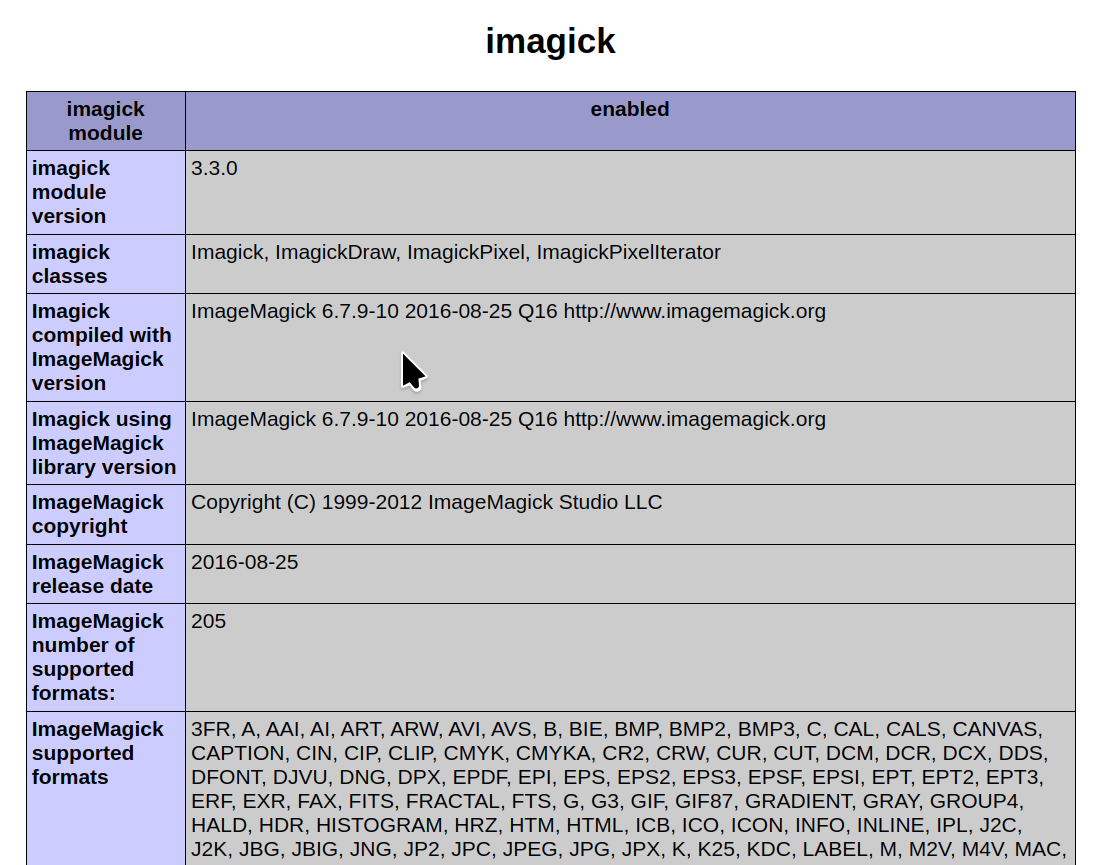 imagick
imagick
module
enabled
imagick
module
version
3.3.0
imagick
classes
Imagick, ImagickDraw, ImagickPixel, ImagickPixelIterator
Imagick
compiled with
ImageMagick
version
ImageMagick 6.7.9-10 2016-08-25 Q16 http://www.imagemagick.org
Imagick using
ImageMagick
library version
ImageMagick 6.7.9-10 2016-08-25 Q16 http://www.imagemagick.org
ImageMagick
copyright
Copyright (C) 1999-2012 ImageMagick Studio LLC
ImageMagick
release date
2016-08-25
ImageMagick
number of
supported
formats:
205
ImageMagick
supported
formats
3FR, A, AAI, AI, ART, ARW, AVI, AVS, B, BIE, BMP, BMP2, BMP3, C, CAL, CALS, CANVAS,
CAPTION, CIN, CIP, CLIP, CMYK, CMYKA, CR2, CRW, CUR, CUT, DCM, DCR, DCX, DDS,
DFONT, DJVU, DNG, DPX, EPDF, EPI, EPS, EPS2, EPS3, EPSF, EPSI, EPT, EPT2, EPT3,
ERF, EXR, FAX, FITS, FRACTAL, FTS, G, G3, GIF, GIF87, GRADIENT, GRAY, GROUP4,
HALD, HDR, HISTOGRAM, HRZ, HTM, HTML, ICB, ICO, ICON, INFO, INLINE, IPL, J2C,
J2K, JBG, JBIG, JNG, JP2, JPC, JPEG, JPG, JPX, K, K25, KDC, LABEL, M, M2V, M4V, MAC,